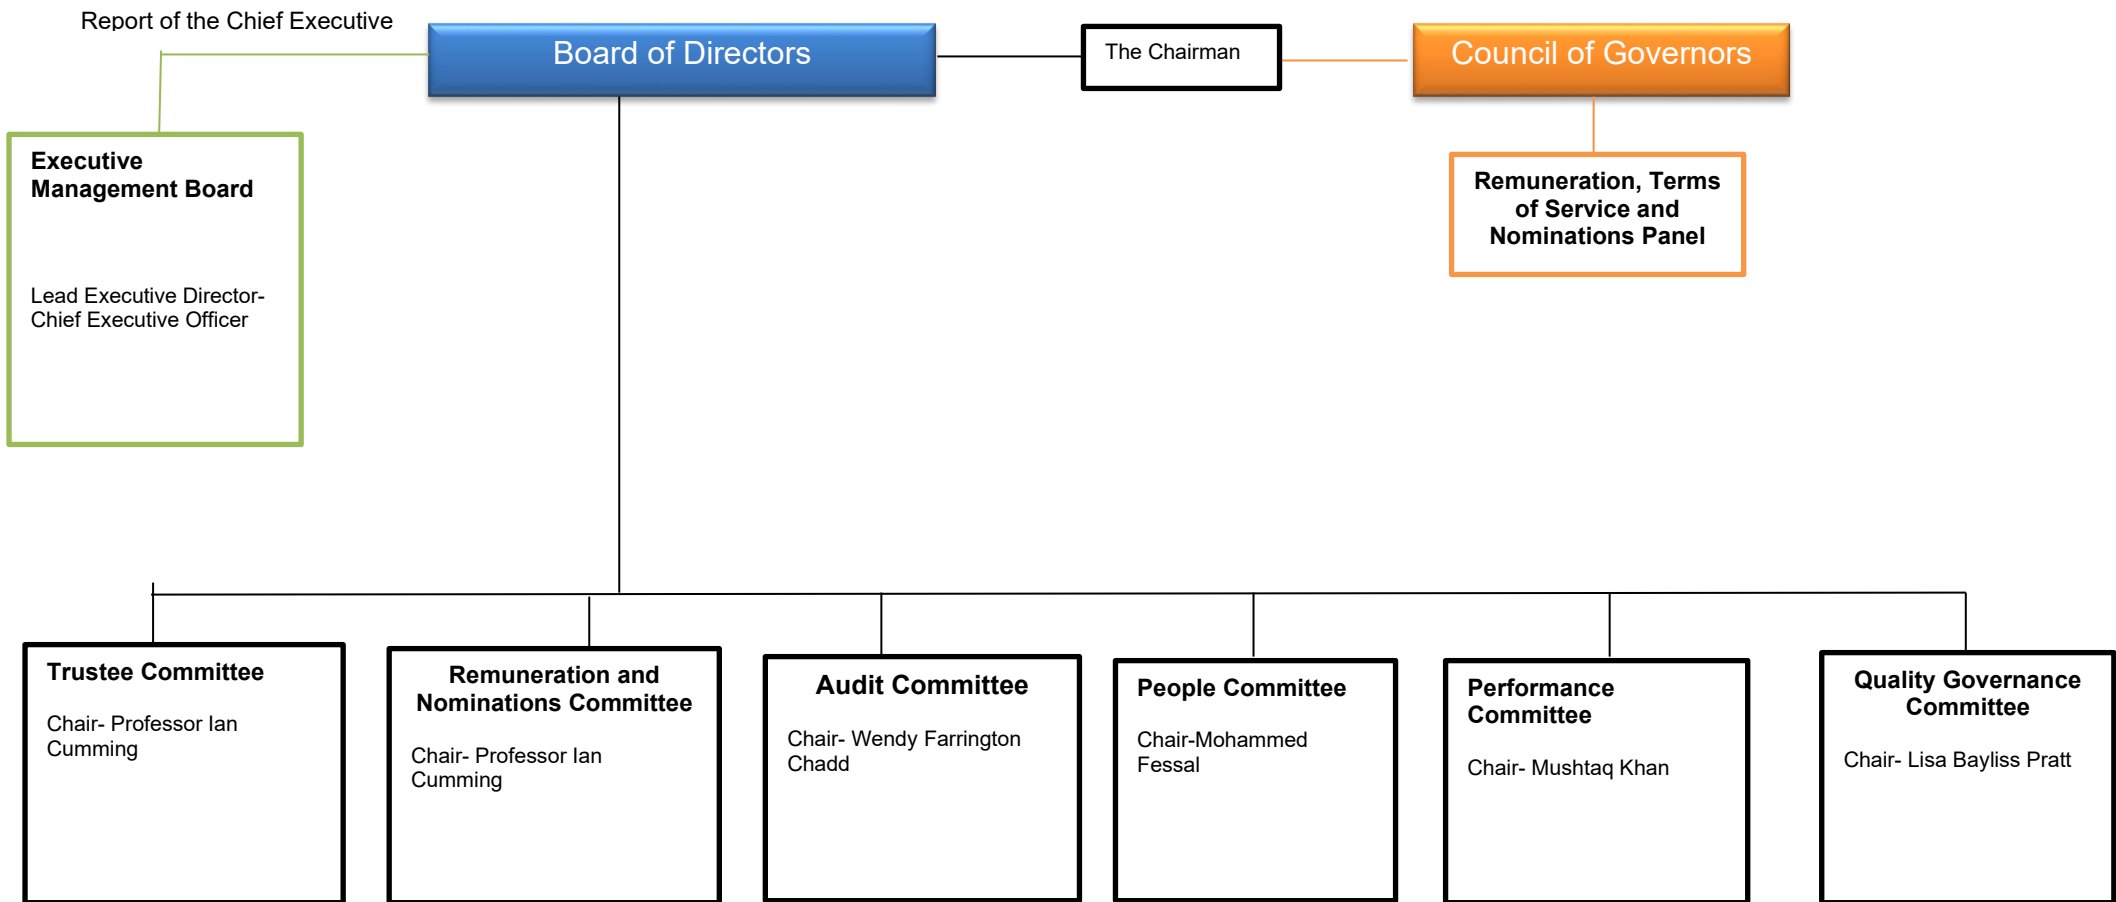 Report of the Chief Executive
Board of Directors
The Chairman
Council of Governors
Executive
Management Board
Lead Executive Director-
Chief Executive Officer
Remuneration, Terms
of Service and
Nominations Panel
Trustee Committee
Chair- Professor Ian
Cumming
Remuneration and
Nominations Committee
Chair- Professor Ian
Cumming
Audit Committee
Chair- Wendy Farrington
Chadd
People Committee
Chair-Mohammed
Fessal
Performance
Committee
Chair- Mushtaq Khan
Quality Governance
Committee
Chair- Lisa Bayliss Pratt